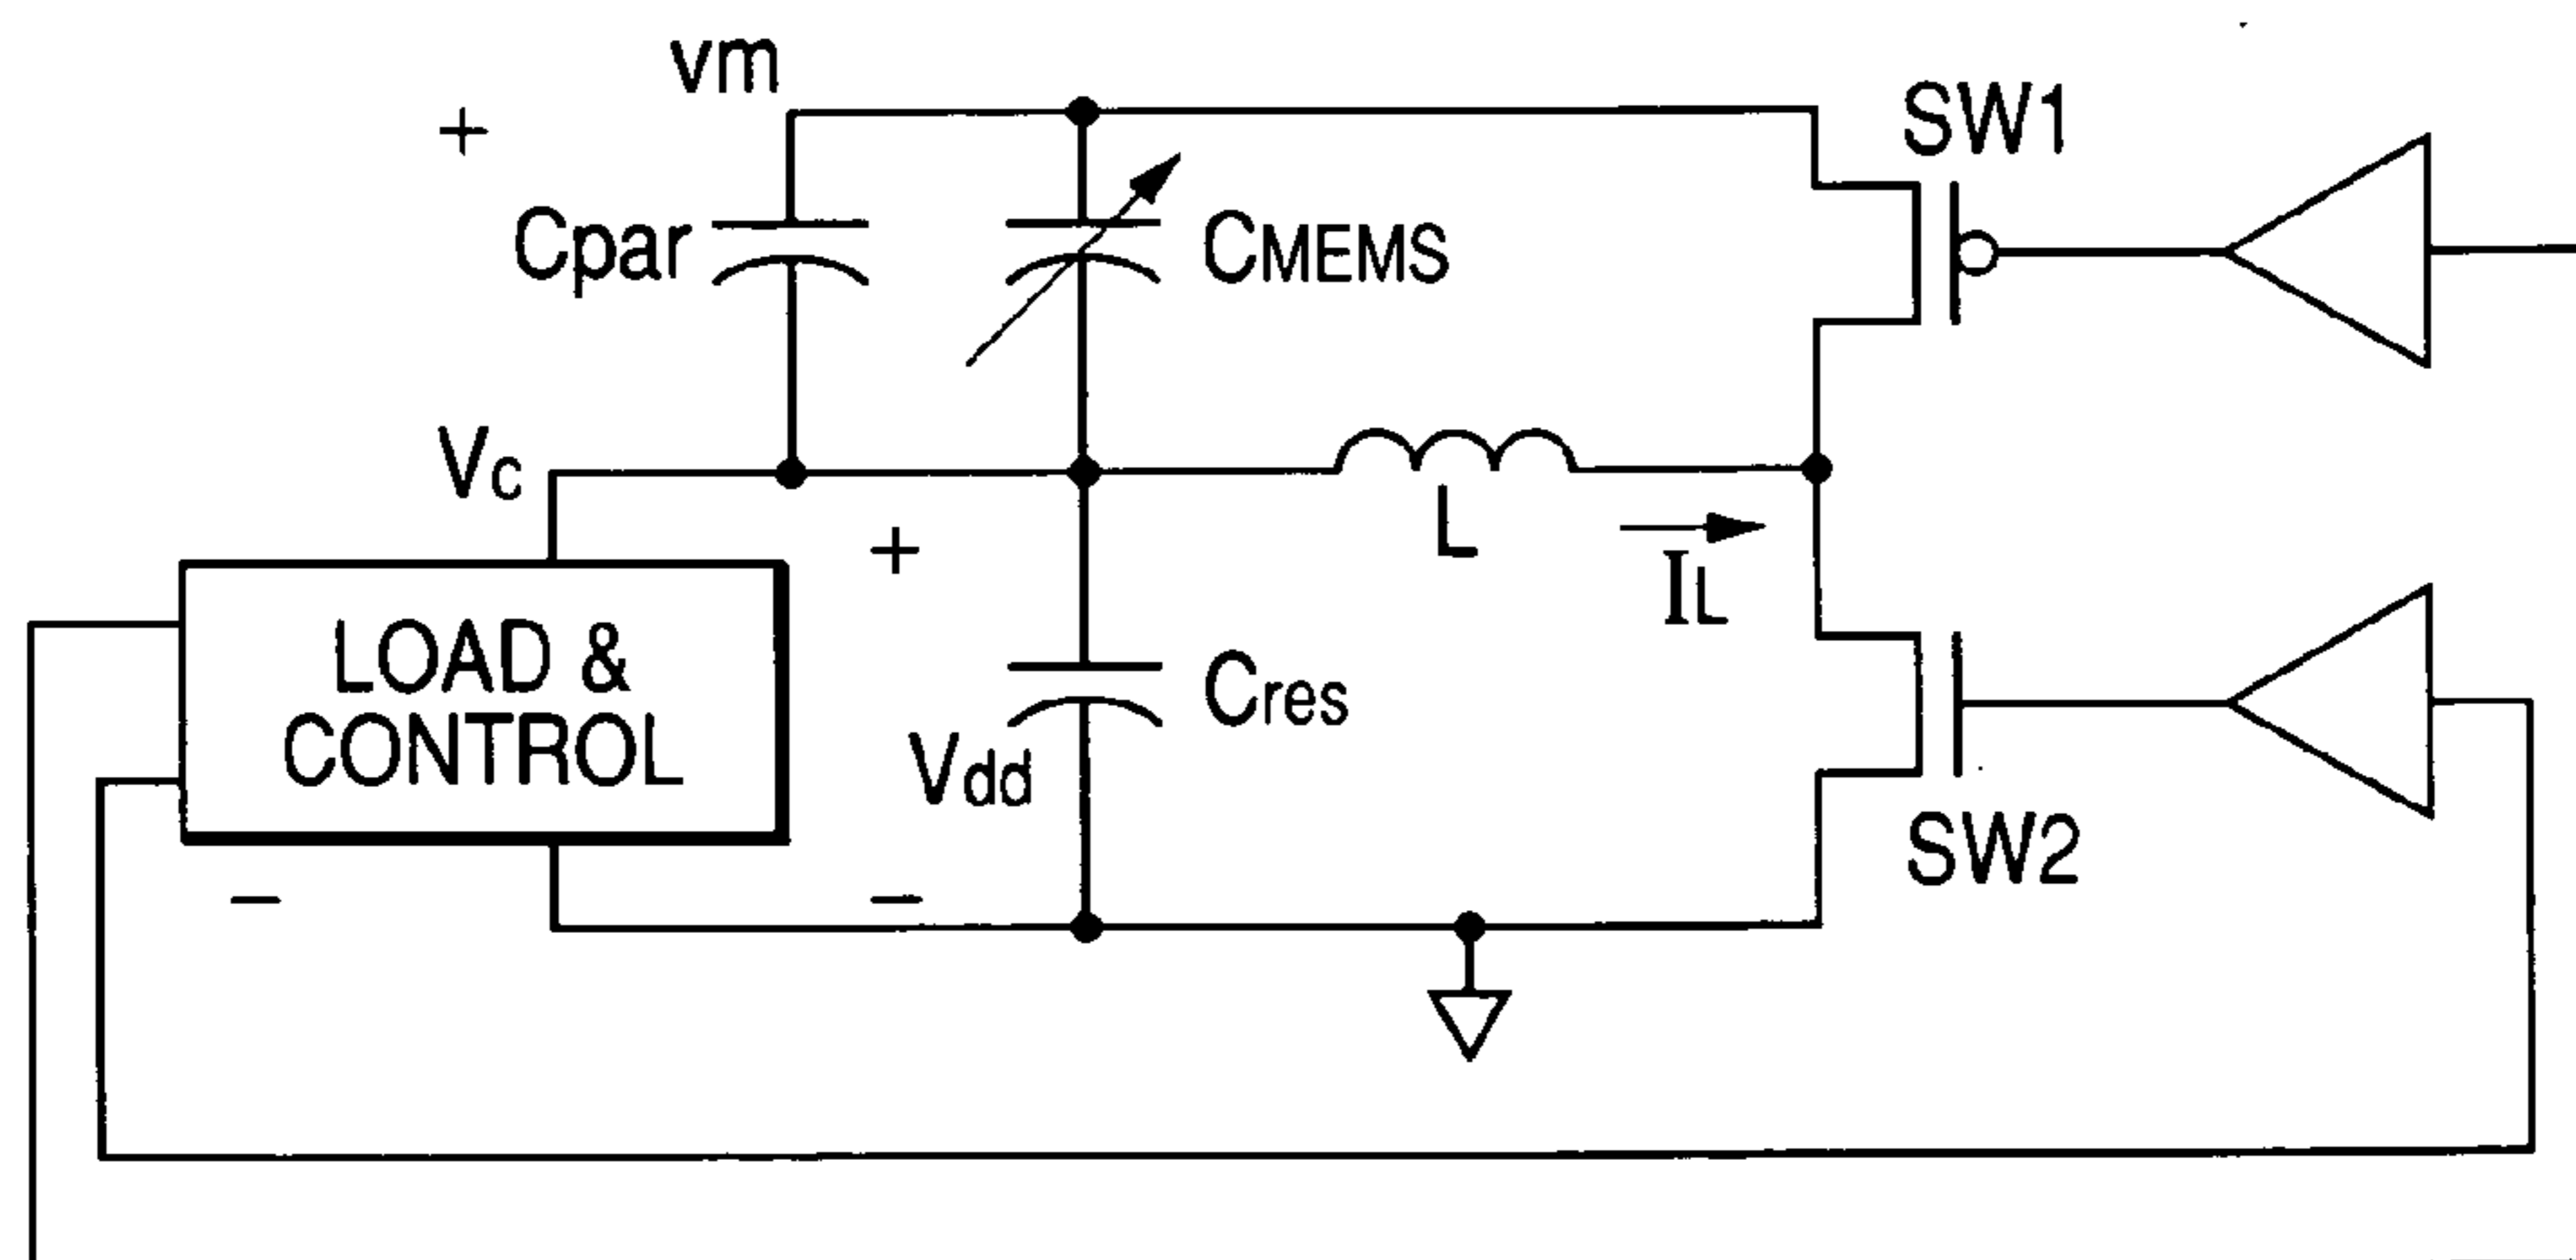 vm
+
SW1
Cpar
CMEMS
Vc
+
L
IL
LOAD &
CONTROL
Cres
Vdd
SW2
−
−